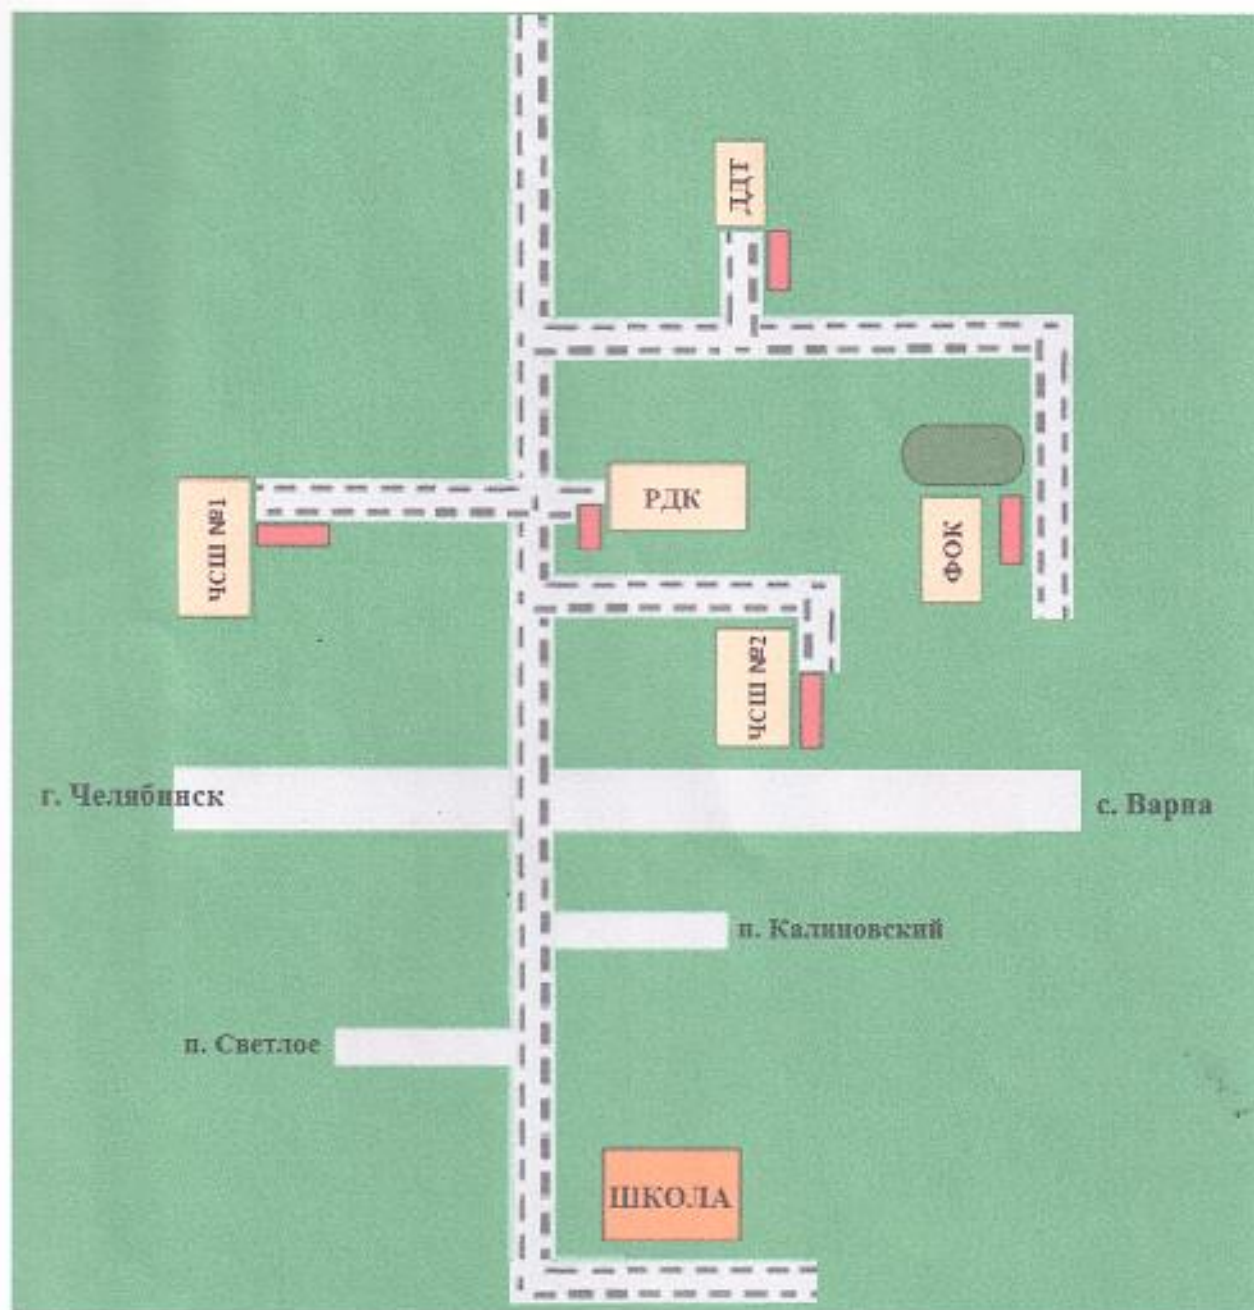 ДДТ
РДК
ЧСШ №1
ФОК
ЧСШ №2
г. Челябинск
с. Варна
п. Калиновский
п. Светлое
ШКОЛА